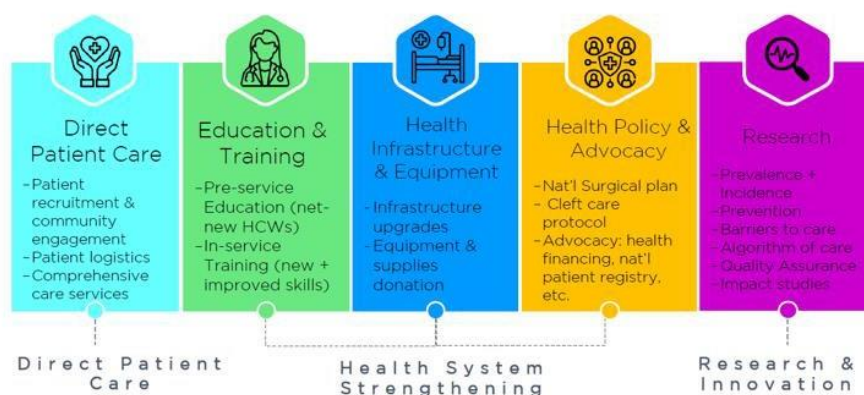 Direct
Patient Care
–Patient
recruitment &
community
engagement
–Patient logistics
–Comprehensive
care services
Education &
Training
–Pre-service
Education (net-
new HCWs)
–In-service
Training (new +
improved skills)
Health
Infrastructure
& Equipment
–Infrastructure
upgrades
–Equipment &
supplies
donation
Health Policy &
Advocacy
–Nat'l Surgical plan
– Cleft care
protocol
–Advocacy: health
financing, nat'l
patient registry,
etc.
Research
–Prevalence +
Incidence
–Prevention
–Barriers to care
–Algorithm of care
–Quality Assurance
–Impact studies
Direct Patient
Care
Health System
Strengthening
Research &
Innovation